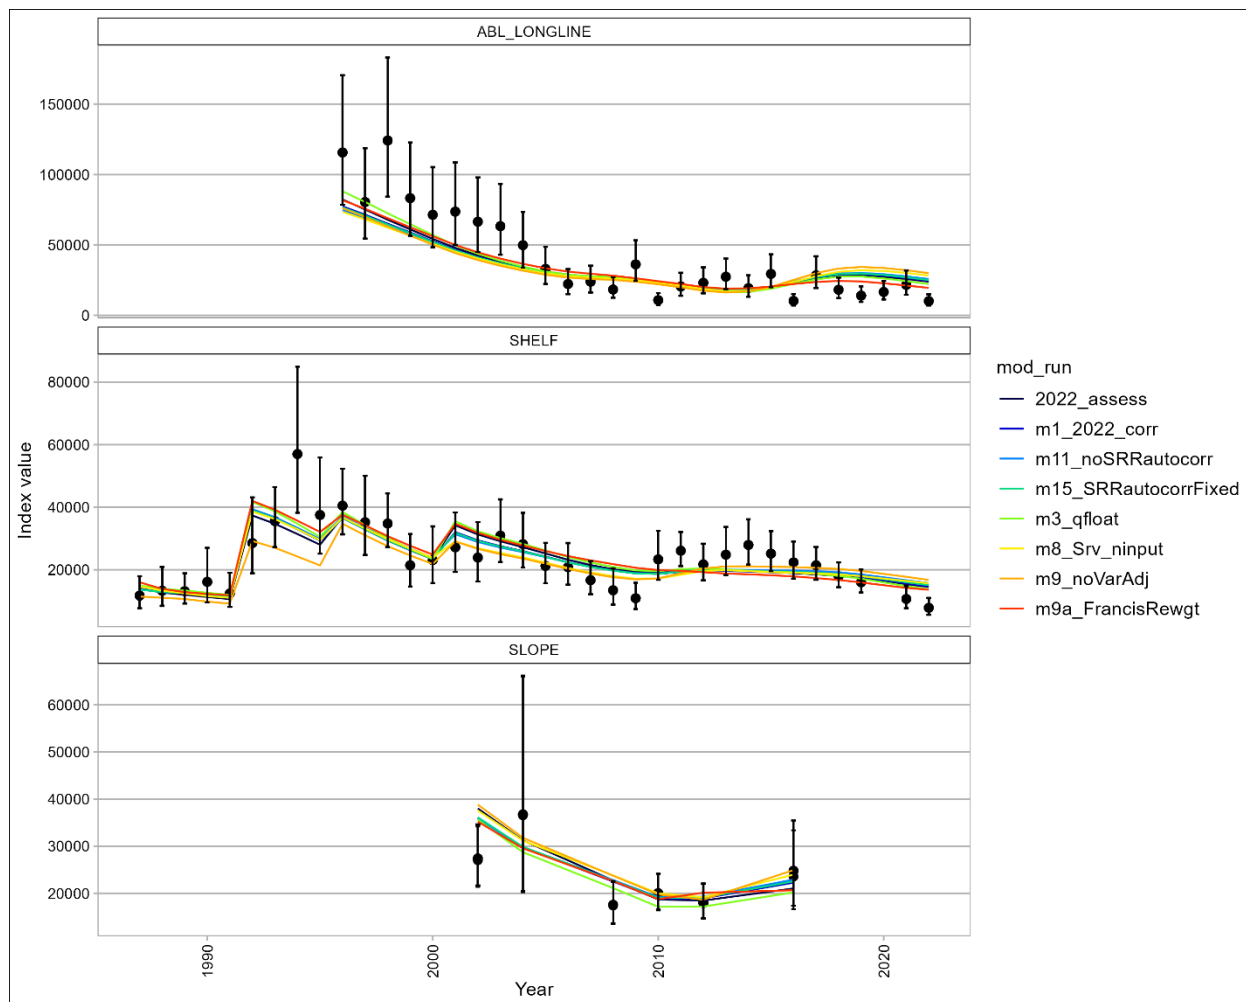 ABL_LONGLINE
150000
100000
50000
0
SHELF
80000
60000
40000
20000
SLOPE
60000
50000
40000
30000
20000
1990
2000
2010
2020
Year
Index value
mod_run
2022_assess
m1_2022_corr
m11_noSRRautocorr
m15_SRRautocorrFixed
m3_qfloat
m8_Srv_ninput
m9_noVarAdj
m9a_FrancisRewgt